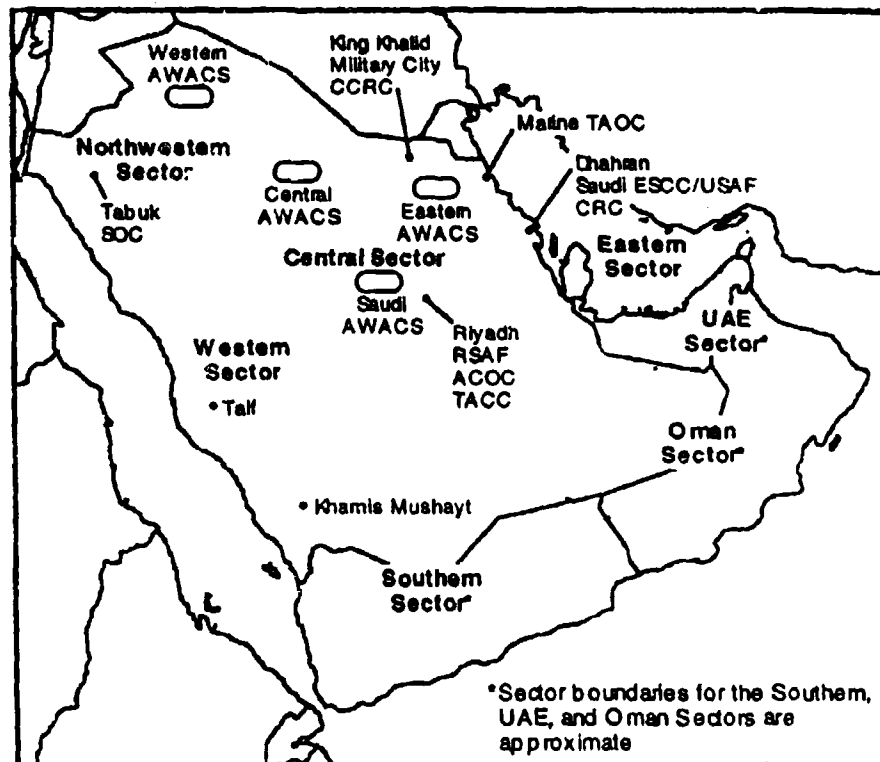 Western
AWACS
King Khalid
Military City
CCRC
Marine TAOC
Northwestern
Sector
Dhahran
Saudi ESCC/USAF
CRC
Tabuk
SOC
Central
AWACS
Eastern
AWACS
Eastern
Sector
Central Sector
Saudi
AWACS
UAE
Sector*
Riyadh
RSAF
ACOC
TACC
Western
Sector
Taif
Oman
Sector*
Khamis Mushayt
Southern
Sector*
*Sector boundaries for the Southern,
UAE, and Oman Sectors are
approximate